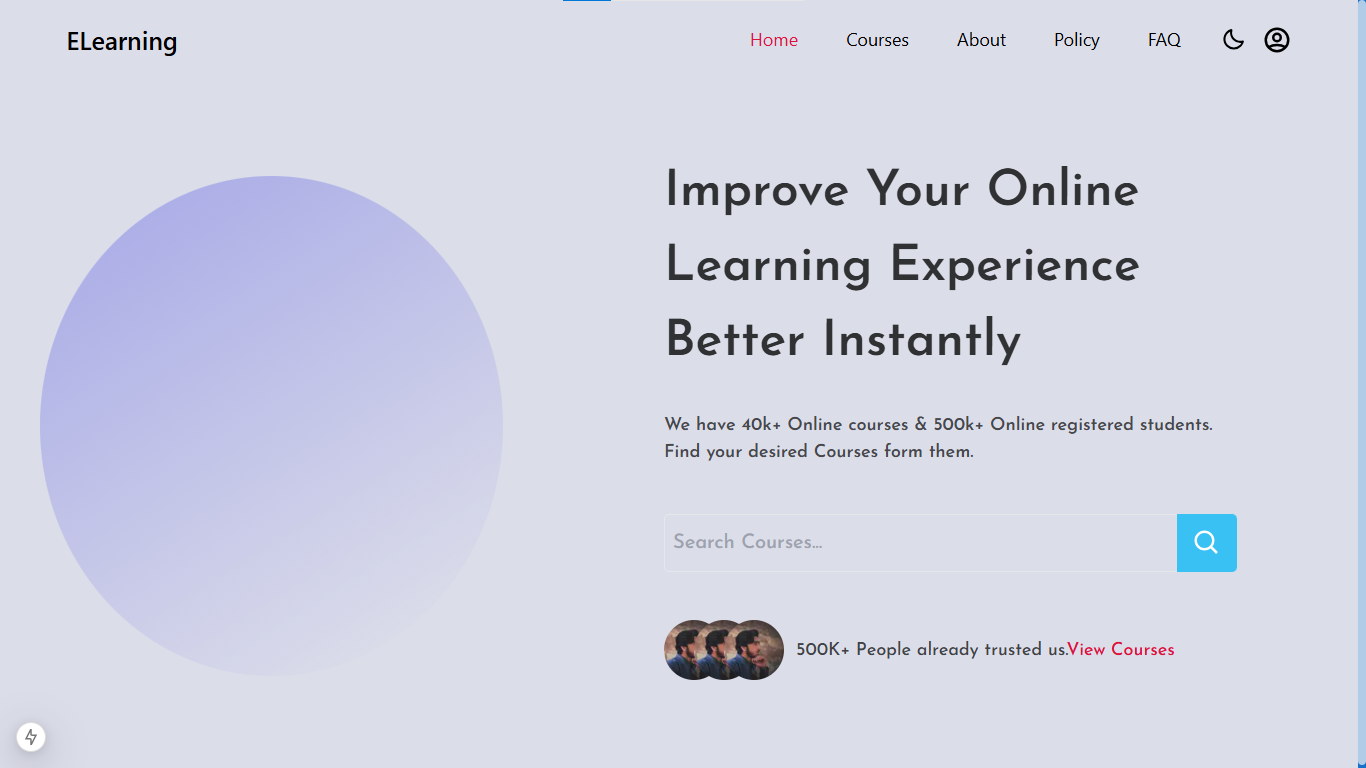 ELearning
Home Courses About Policy FAQ
Improve Your Online
Learning Experience
Better Instantly
We have 40k+ Online courses & 500k+ Online registered students.
Find your desired Courses form them.
Search Courses...
500K+ People already trusted us.View Courses